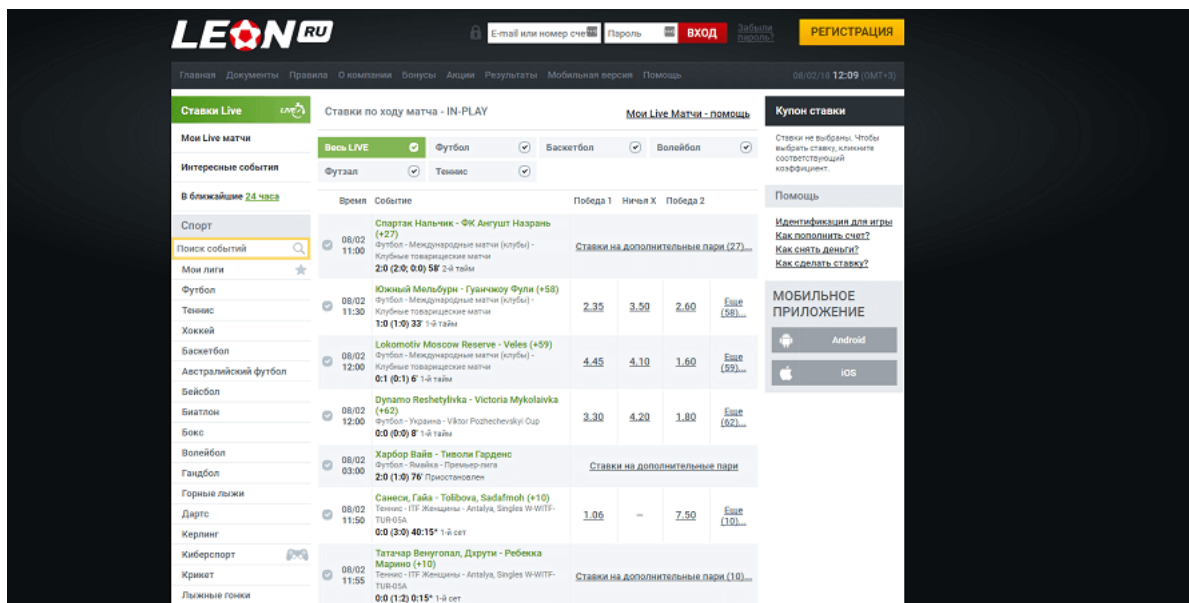 LEON RU
E-mail или номер сче
Пароль
ВХОД
Забыли
пароль?
РЕГИСТРАЦИЯ
Главная Документы Правила О компании Бонусы Акции Результаты Мобильная версия Помощь
08/02/18 12:09 (GMT+3)
Ставки Live
LIVE
Мои Live матчи
Интересные события
В ближайшие 24 часа
Спорт
Поиск событий
Мои лиги
Футбол
Теннис
Хоккей
Баскетбол
Австралийский футбол
Бейсбол
Биатлон
Бокс
Волейбол
Гандбол
Горные лыжи
Дартс
Керлинг
Киберспорт
Крикет
Лыжные гонки
Ставки по ходу матча - IN-PLAY
Мои Live Матчи - помощь
Весь LIVE Футбол Баскетбол Волейбол
Футзал Теннис
Время Событие Победа 1 Ничья X Победа 2
08/02
11:00
Спартак Нальчик - ФК Ангушт Назрань
(+27)
Футбол - Международные матчи (клубы) -
Клубные товарищеские матчи
2:0 (2:0; 0:0) 58' 2-й тайм
Ставки на дополнительные пари (27)...
08/02
11:30
Южный Мельбурн - Гуанчжоу Фули (+58)
Футбол - Международные матчи (клубы) -
Клубные товарищеские матчи
1:0 (1:0) 33' 1-й тайм
2.35 3.50 2.60 Еще
(58)...
08/02
12:00
Lokomotiv Moscow Reserve - Veles (+59)
Футбол - Международные матчи (клубы) -
Клубные товарищеские матчи
0:1 (0:1) 6' 1-й тайм
4.45 4.10 1.60 Еще
(59)...
08/02
12:00
Dynamo Reshetylivka - Victoria Mykolaivka
(+62)
Футбол - Украина - Viktor Pozhechevskyi Cup
0:0 (0:0) 8' 1-й тайм
3.30 4.20 1.80 Еще
(62)...
08/02
03:00
Харбор Вайв - Тиволи Гарденс
Футбол - Ямайка - Премьер-лига
2:0 (1:0) 76' Приостановлен
Ставки на дополнительные пари
08/02
11:50
Санеси, Гайа - Tolibova, Sadafmoh (+10)
Теннис - ITF Женщины - Antalya, Singles W-WITF-
TUR-05A
0:0 (3:0) 40:15* 1-й сет
1.06 – 7.50 Еще
(10)...
08/02
11:55
Татачар Венугопал, Дхрути - Ребекка
Марино (+10)
Теннис - ITF Женщины - Antalya, Singles W-WITF-
TUR-05A
0:0 (1:2) 0:15* 1-й сет
Ставки на дополнительные пари (10)...
Купон ставки
Ставки не выбраны. Чтобы
выбрать ставку, кликните
соответствующий
коэффициент.
Помощь
Идентификация для игры
Как пополнить счет?
Как снять деньги?
Как сделать ставку?
МОБИЛЬНОЕ
ПРИЛОЖЕНИЕ
Android
iOS